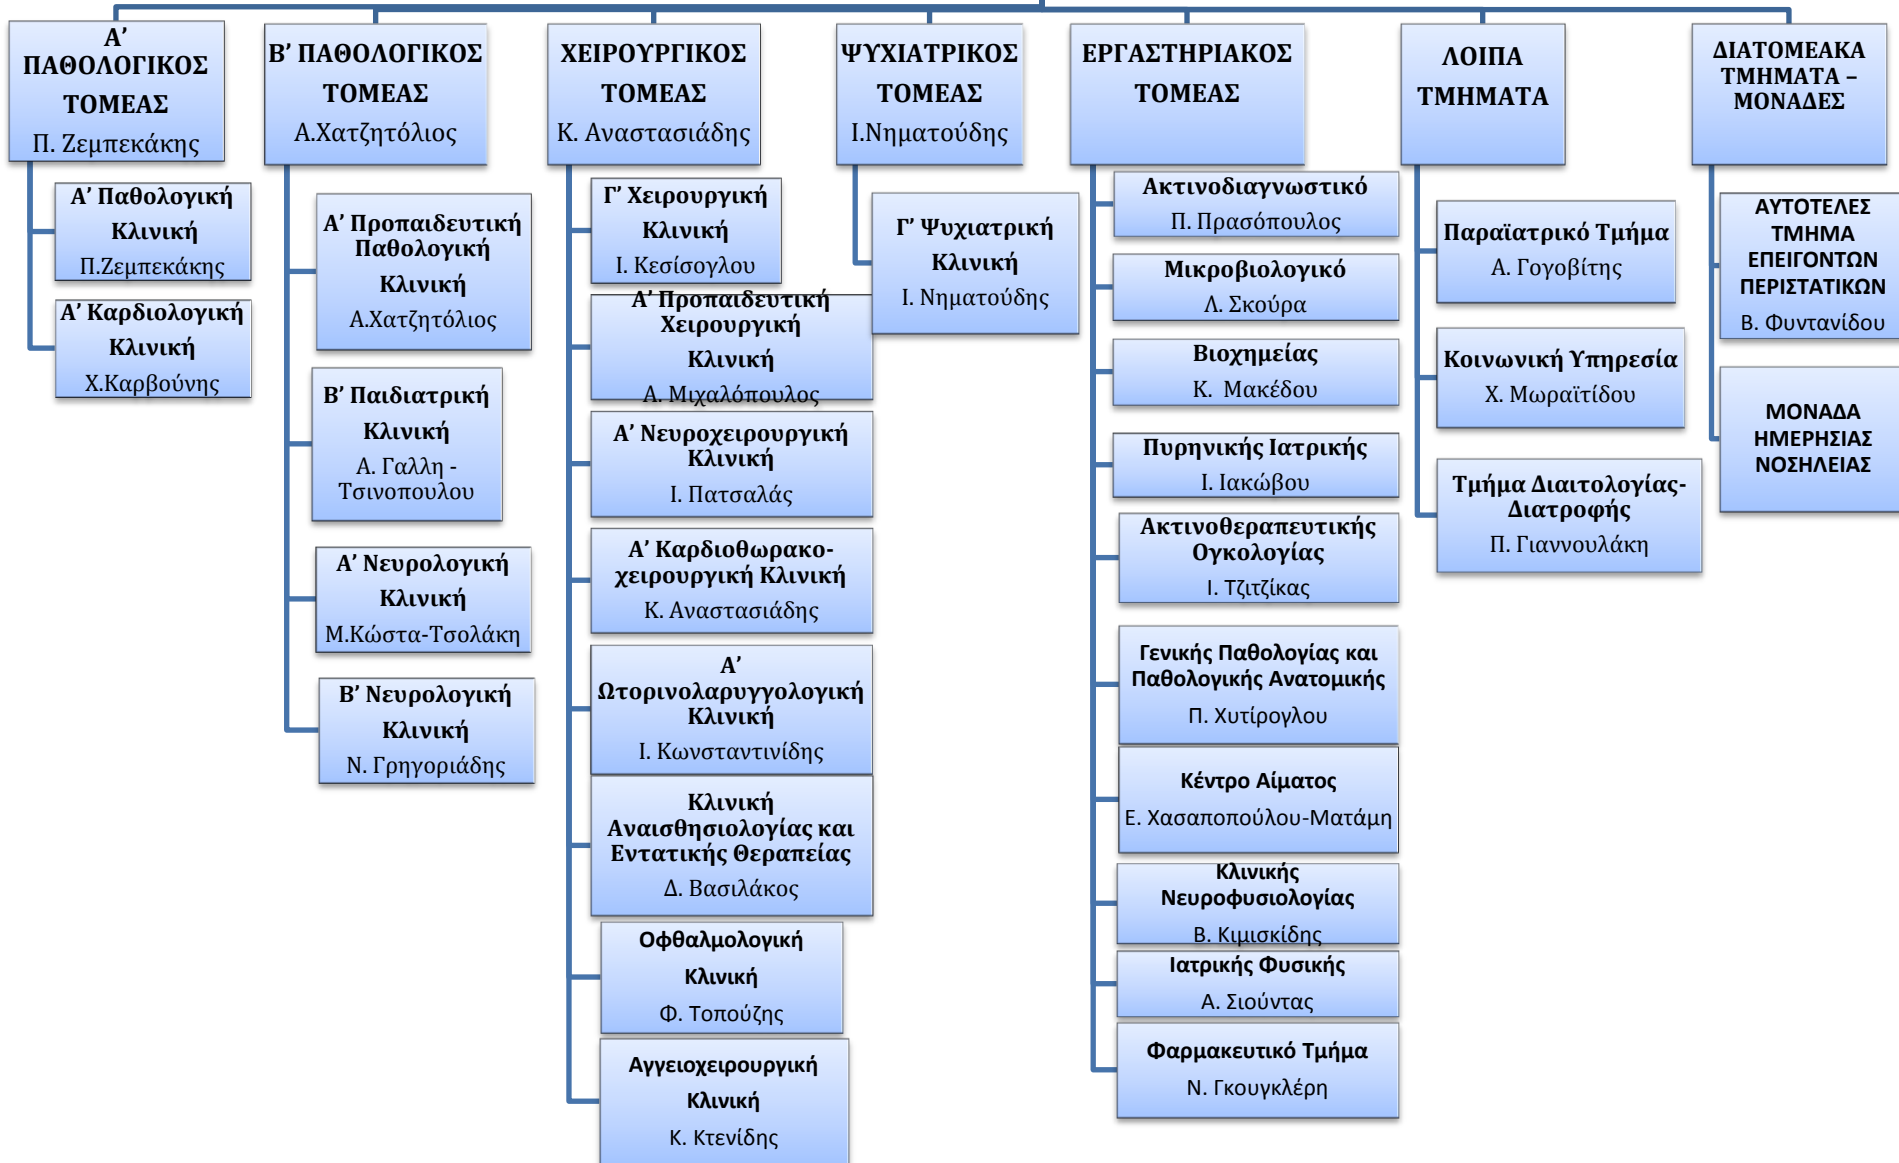 Α’
ΠΑΘΟΛΟΓΙΚΟΣ
ΤΟΜΕΑΣ
Π. Ζεμπεκάκης
Α’ Παθολογική
Κλινική
Π.Ζεμπεκάκης
Α’ Καρδιολογική
Κλινική
Χ.Καρβούνης
Β’ ΠΑΘΟΛΟΓΙΚΟΣ
ΤΟΜΕΑΣ
Α.Χατζητόλιος
Α’ Προπαιδευτική
Παθολογική
Κλινική
Α.Χατζητόλιος
Β’ Παιδιατρική
Κλινική
Α. Γαλλη -
Τσινοπουλου
Α’ Νευρολογική
Κλινική
Μ.Κώστα-Τσολάκη
Β’ Νευρολογική
Κλινική
Ν. Γρηγοριάδης
ΧΕΙΡΟΥΡΓΙΚΟΣ
ΤΟΜΕΑΣ
Κ. Αναστασιάδης
Γ’ Χειρουργική
Κλινική
Ι. Κεσίσογλου
Α’ Προπαιδευτική
Χειρουργική
Κλινική
Α. Μιχαλόπουλος
Α’ Νευροχειρουργική
Κλινική
Ι. Πατσαλάς
Α’ Καρδιοθωρακο-
χειρουργική Κλινική
Κ. Αναστασιάδης
Α’
Ωτορινολαρυγγολογική
Κλινική
Ι. Κωνσταντινίδης
Κλινική
Αναισθησιολογίας και
Εντατικής Θεραπείας
Δ. Βασιλάκος
Οφθαλμολογική
Κλινική
Φ. Τοπούζης
Αγγειοχειρουργική
Κλινική
Κ. Κτενίδης
ΨΥΧΙΑΤΡΙΚΟΣ
ΤΟΜΕΑΣ
Ι.Νηματούδης
Γ’ Ψυχιατρική
Κλινική
Ι. Νηματούδης
ΕΡΓΑΣΤΗΡΙΑΚΟΣ
ΤΟΜΕΑΣ
Ακτινοδιαγνωστικό
Π. Πρασόπουλος
Μικροβιολογικό
Λ. Σκούρα
Βιοχημείας
Κ. Μακέδου
Πυρηνικής Ιατρικής
Ι. Ιακώβου
Ακτινοθεραπευτικής
Ογκολογίας
Ι. Τζιτζίκας
Γενικής Παθολογίας και
Παθολογικής Ανατομικής
Π. Χυτίρογλου
Κέντρο Αίματος
Ε. Χασαποπούλου-Ματάμη
Κλινικής
Νευροφυσιολογίας
Β. Κιμισκίδης
Ιατρικής Φυσικής
Α. Σιούντας
Φαρμακευτικό Τμήμα
Ν. Γκουγκλέρη
ΛΟΙΠΑ
ΤΜΗΜΑΤΑ
Παραϊατρικό Τμήμα
Α. Γογοβίτης
Κοινωνική Υπηρεσία
Χ. Μωραϊτίδου
Τμήμα Διαιτολογίας-
Διατροφής
Π. Γιαννουλάκη
ΔΙΑΤΟΜΕΑΚΑ
ΤΜΗΜΑΤΑ –
ΜΟΝΑΔΕΣ
ΑΥΤΟΤΕΛΕΣ
ΤΜΗΜΑ
ΕΠΕΙΓΟΝΤΩΝ
ΠΕΡΙΣΤΑΤΙΚΩΝ
Β. Φυντανίδου
ΜΟΝΑΔΑ
ΗΜΕΡΗΣΙΑΣ
ΝΟΣΗΛΕΙΑΣ